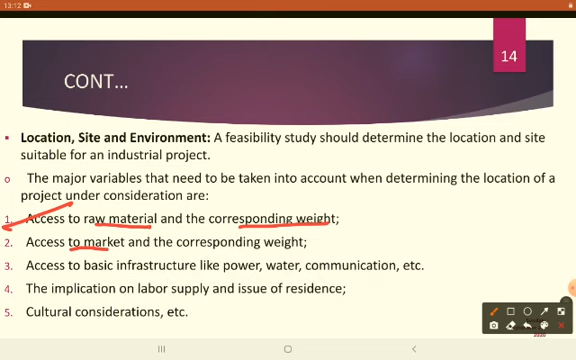 13:12
14
CONT…
▪ Location, Site and Environment: A feasibility study should determine the location and site
suitable for an industrial project.
o The major variables that need to be taken into account when determining the location of a
project under consideration are:
1. Access to raw material and the corresponding weight;
2. Access to market and the corresponding weight;
3. Access to basic infrastructure like power, water, communication, etc.
4. The implication on labor supply and issue of residence;
5. Cultural considerations, etc.
2020